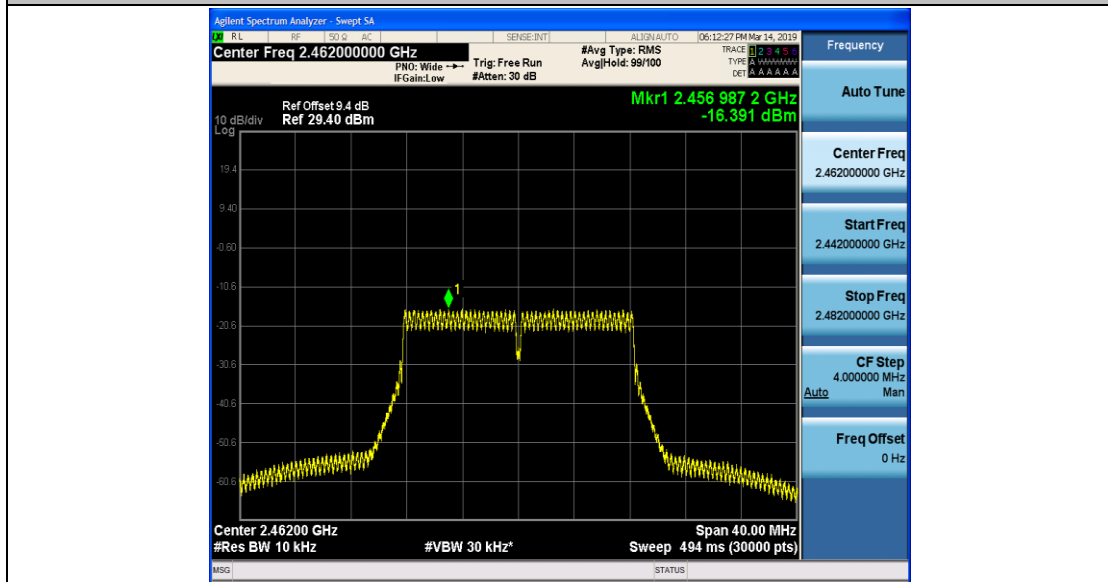 Agilent Spectrum Analyzer - Swept SA
LXI RL RF 50 Ω AC SENSE:INT ALIGN AUTO 06:12:27 PM Mar 14, 2019
Center Freq 2.462000000 GHz
#Avg Type: RMS
TRACE 1 2 3 4 5 6
PNO: Wide
Trig: Free Run
Avg|Hold: 99/100
TYPE A WWWWW
IFGain:Low
#Atten: 30 dB
DET A A A A A A
Mkr1 2.456 987 2 GHz
-16.391 dBm
Ref Offset 9.4 dB
10 dB/div Ref 29.40 dBm
Log
19.4
9.40
-0.60
-10.6
-20.6
-30.6
-40.6
-50.6
-60.6
1
Center 2.46200 GHz
Span 40.00 MHz
#Res BW 10 kHz
#VBW 30 kHz*
Sweep 494 ms (30000 pts)
MSG
STATUS
Frequency
Auto Tune
Center Freq
2.462000000 GHz
Start Freq
2.442000000 GHz
Stop Freq
2.482000000 GHz
CF Step
4.000000 MHz
Auto Man
Freq Offset
0 Hz